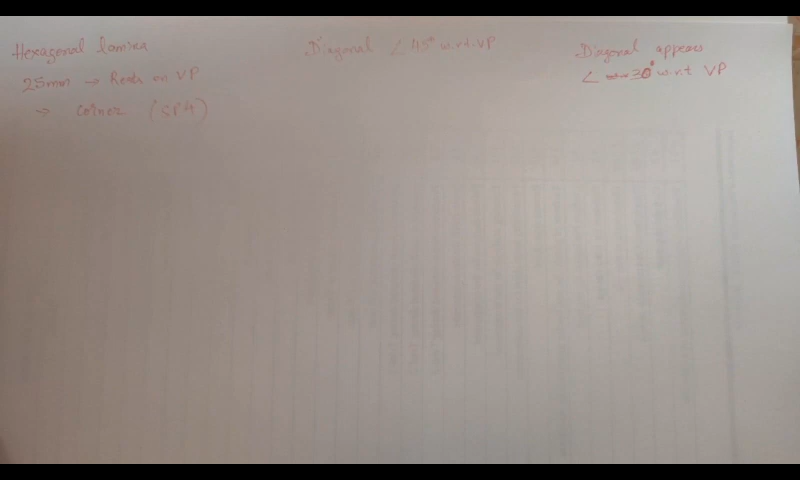 Hexagonal lamina
25mm → Rests on VP
⇒ Corner (SP4)
Diagonal ∠ 45° w.r.t. VP
Diagonal appears
∠ 30° w.r.t VP